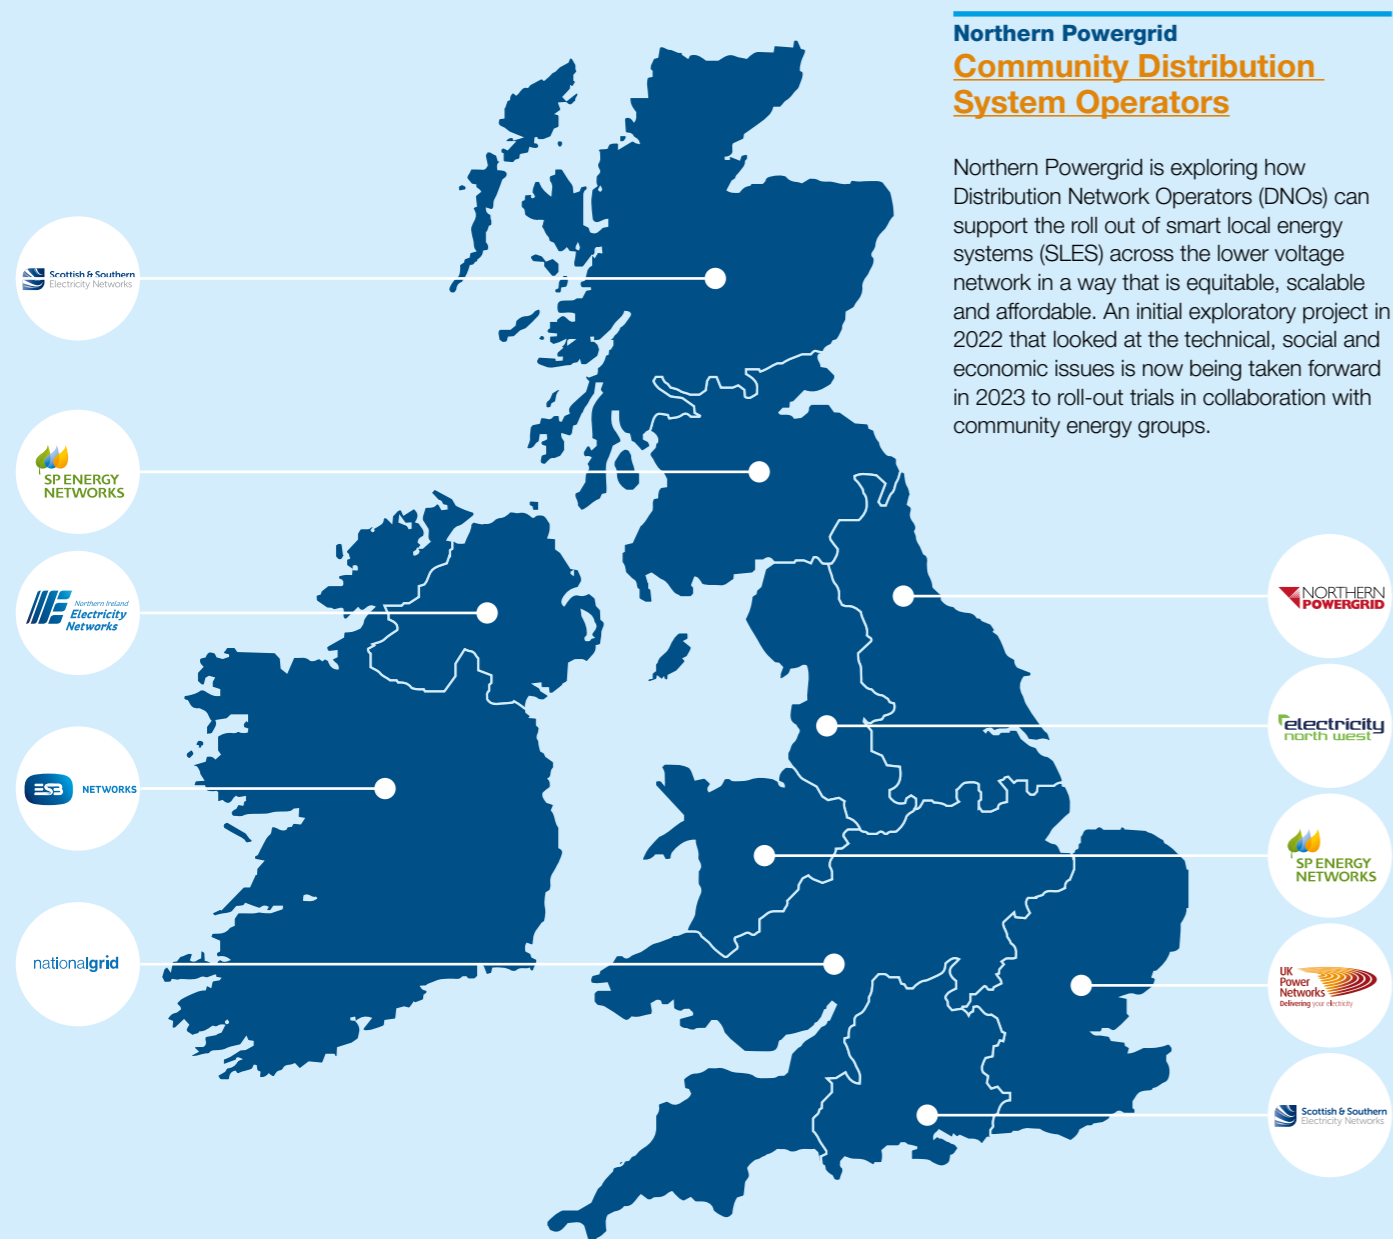 Northern Powergrid
Community Distribution
System Operators
Northern Powergrid is exploring how
Distribution Network Operators (DNOs) can
support the roll out of smart local energy
systems (SLES) across the lower voltage
network in a way that is equitable, scalable
and affordable. An initial exploratory project in
2022 that looked at the technical, social and
economic issues is now being taken forward
in 2023 to roll-out trials in collaboration with
community energy groups.
Scottish & Southern
Electricity Networks
SP ENERGY
NETWORKS
Northern Ireland
Electricity
Networks
ESB NETWORKS
nationalgrid
NORTHERN
POWERGRID
electricity
north west
SP ENERGY
NETWORKS
UK
Power
Networks
Delivering your electricity
Scottish & Southern
Electricity Networks